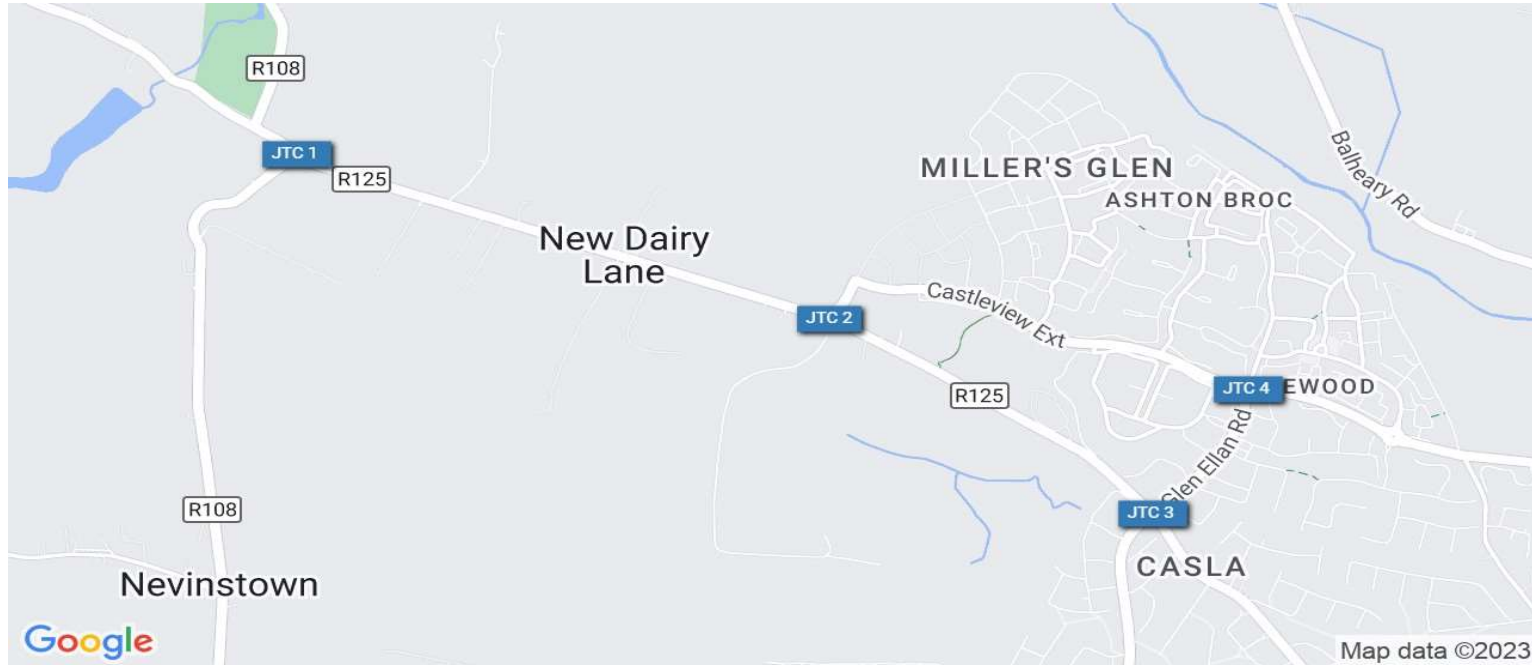 R108
JTC 1
R125
MILLER'S GLEN
ASHTON BROC
Balheary Rd
New Dairy
Lane
Castleview Ext
JTC 2
R125
JTC 4
EWOOD
Glen Ellan Rd
R108
JTC 3
CASLA
Nevinstown
Google
Map data ©2023